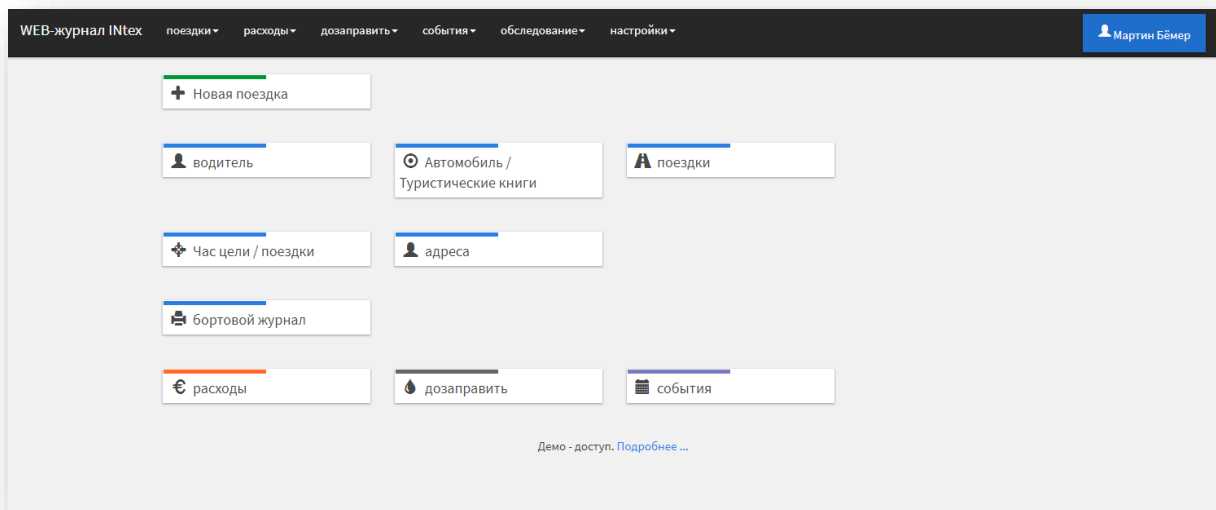 WEB-журнал INtex поездки расходы дозаправить события обследование настройки Мартин Бёмер
Новая поездка
водитель
Автомобиль /
Туристические книги
поездки
Час цели / поездки
адреса
бортовой журнал
€ расходы
дозаправить
события
Демо - доступ. Подробнее ...